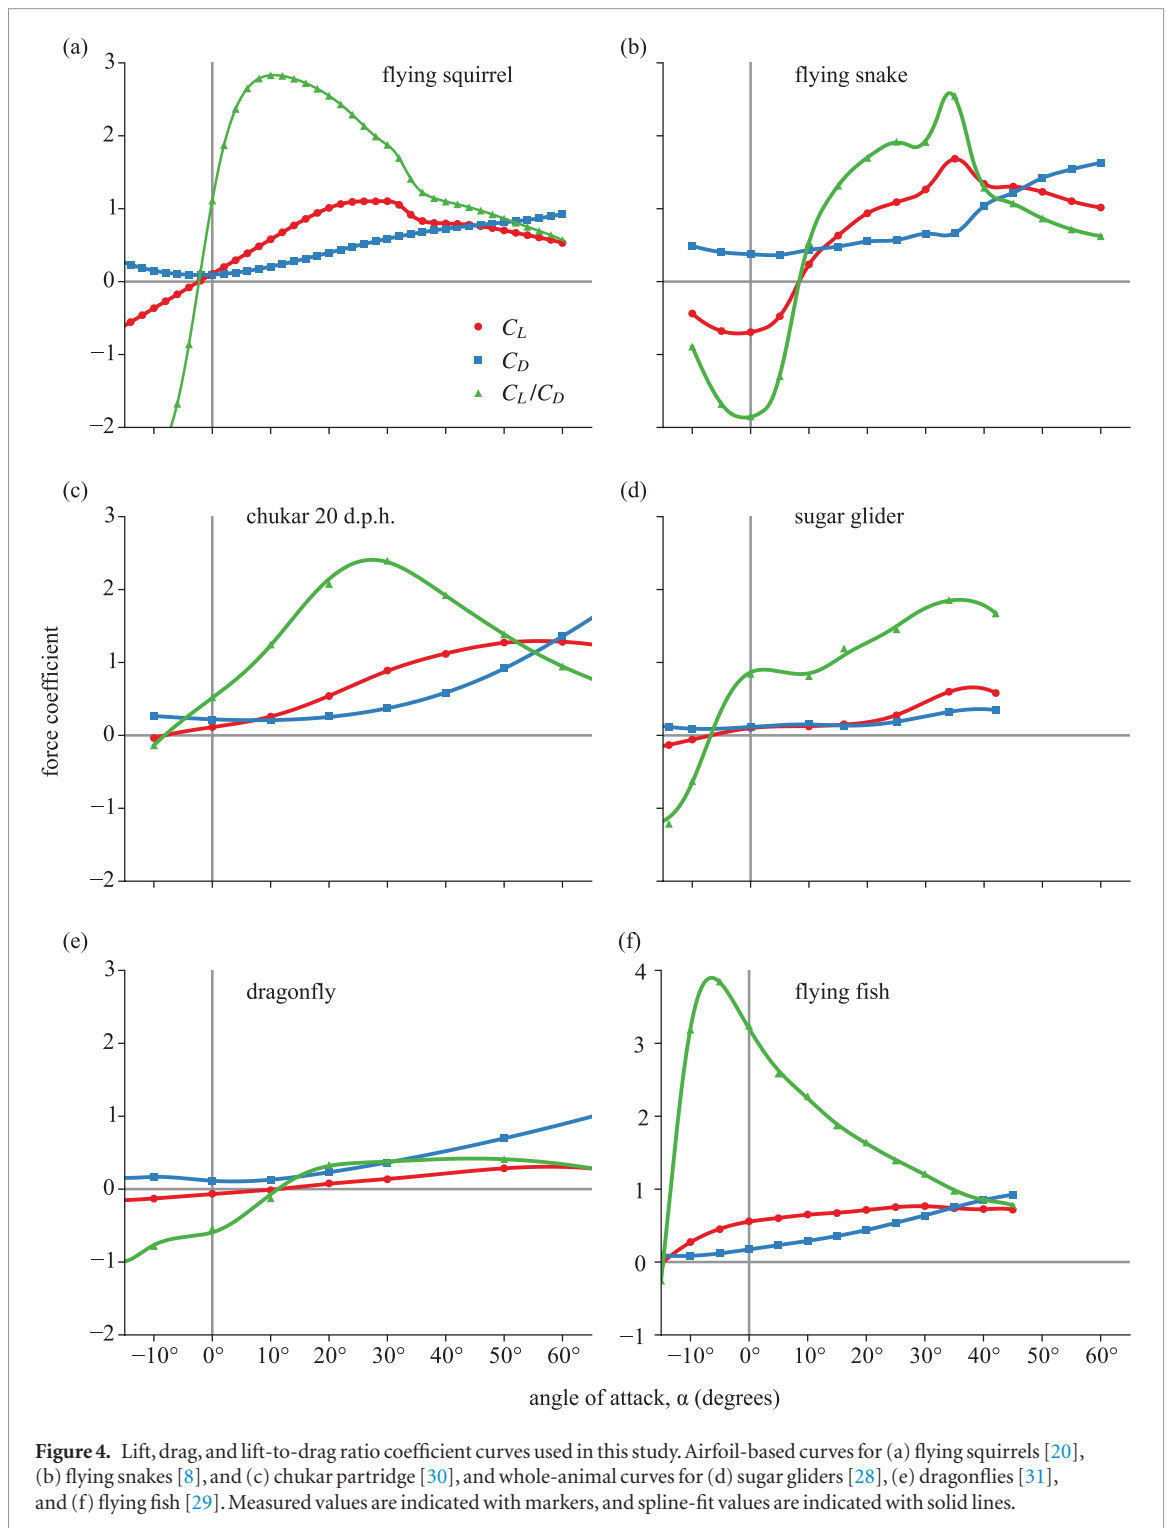 (a)
3
2
1
0
−1
−2
flying squirrel
C_L
C_D
C_L/C_D
(b)
flying snake
(c)
3
2
1
0
−1
−2
chukar 20 d.p.h.
(d)
sugar glider
force coefficient
(e)
3
2
1
0
−1
−2
dragonfly
−10° 0° 10° 20° 30° 40° 50° 60°
(f)
4
3
2
1
0
−1
flying fish
−10° 0° 10° 20° 30° 40° 50° 60°
angle of attack, α (degrees)
Figure 4. Lift, drag, and lift-to-drag ratio coefficient curves used in this study. Airfoil-based curves for (a) flying squirrels [20],
(b) flying snakes [8], and (c) chukar partridge [30], and whole-animal curves for (d) sugar gliders [28], (e) dragonflies [31],
and (f) flying fish [29]. Measured values are indicated with markers, and spline-fit values are indicated with solid lines.